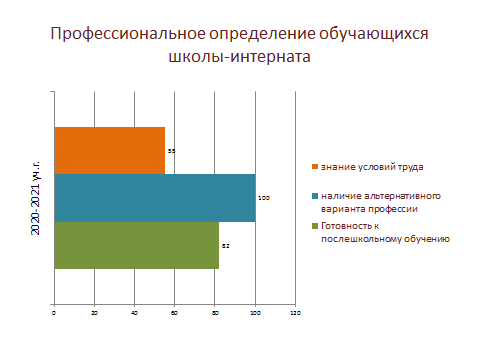 Профессиональное определение обучающихся
школы-интерната
2020-2021 уч.г.
55
100
82
0 20 40 60 80 100 120
знание условий труда
наличие альтернативного
варианта профессии
Готовность к
послешкольному обучению